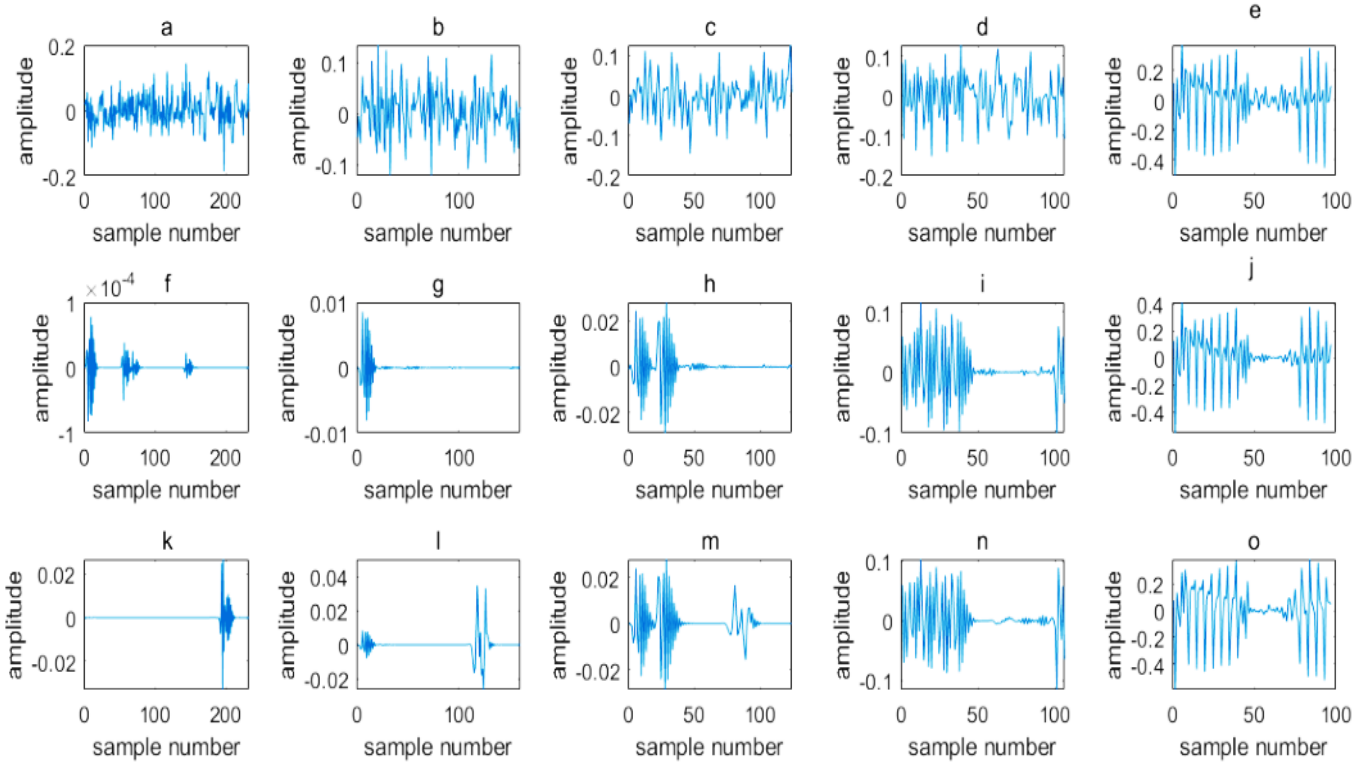 a b c d e
0.2 0.1 0.1 0.1 0.2
amplitude amplitude amplitude amplitude amplitude
0 0 0 0 0
-0.1 -0.1 -0.2
-0.2 -0.1 -0.2 -0.2 -0.4
0 100 200 0 100 0 50 100 0 50 100 0 50 100
sample number sample number sample number sample number sample number
×10^-4 f g h i j
1 0.01 0.02 0.1 0.4
0.2
amplitude amplitude amplitude amplitude amplitude
0 0 0 0 0
-0.2
-0.02 -0.4
-1 -0.01 -0.1
0 100 200 0 100 0 50 100 0 50 100 0 50 100
sample number sample number sample number sample number sample number
k l m n o
0.02 0.04 0.02 0.1 0.2
0.02
amplitude amplitude amplitude amplitude amplitude
0 0 0 0 0
-0.2
-0.02 -0.02 -0.02 -0.1 -0.4
0 100 200 0 100 0 50 100 0 50 100 0 50 100
sample number sample number sample number sample number sample number